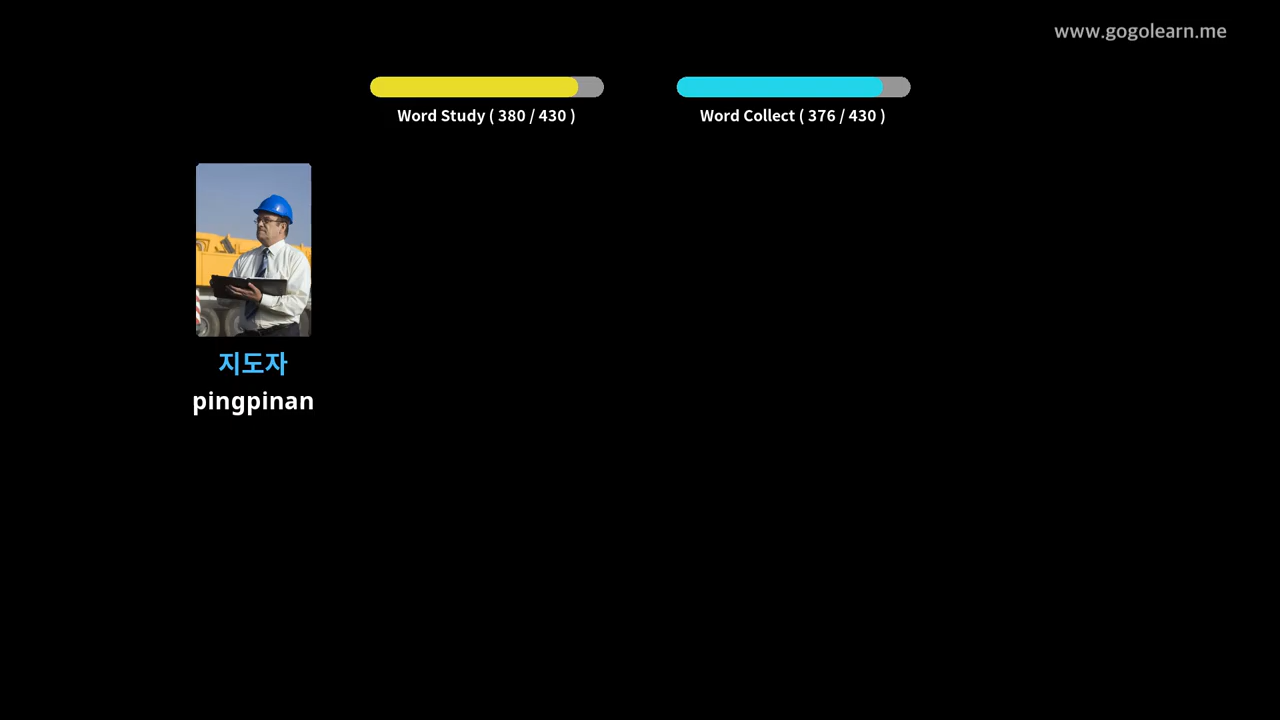 www.gogolearn.me
Word Study ( 380 / 430 )
Word Collect ( 376 / 430 )
지도자
pingpinan